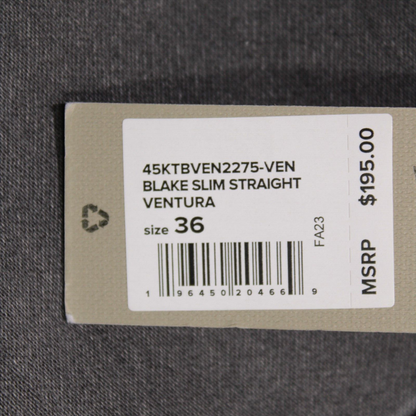 45KTBVEN2275-VEN
BLAKE SLIM STRAIGHT
VENTURA
size 36
1 96450 20466 9
FA23
MSRP $195.00